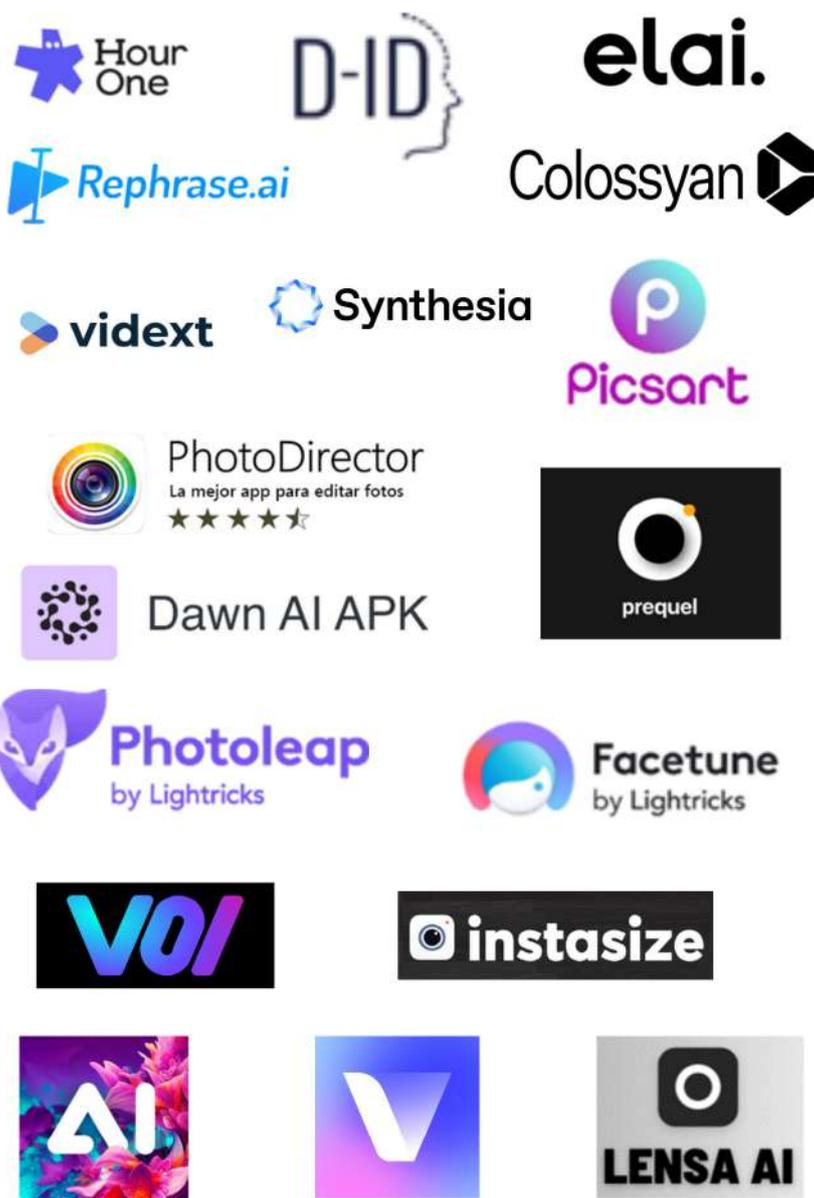 Hour
One
D-ID
elai.
Rephrase.ai
Colossyan
vidext
Synthesia
Picsart
PhotoDirector
La mejor app para editar fotos
prequel
Dawn AI APK
Photoleap
by Lightricks
Facetune
by Lightricks
VOI
instasize
AI
V
LENSA AI